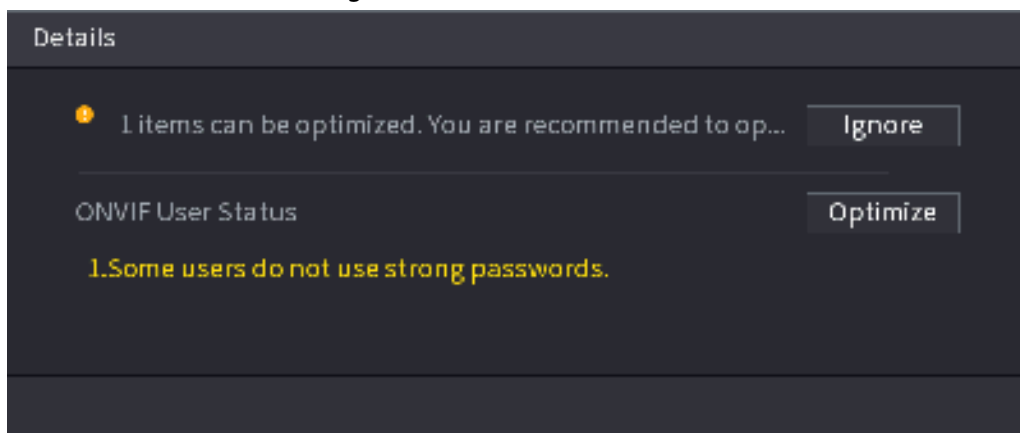 Details
1 items can be optimized. You are recommended to op... Ignore
ONVIF User Status Optimize
1.Some users do not use strong passwords.